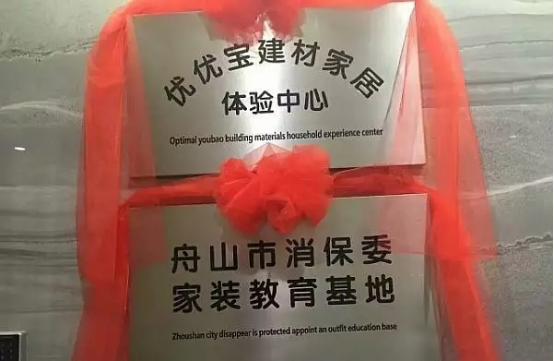 优优宝建材家居
体验中心
Optimal youbao building materials household experience center
舟山市消保委
家装教育基地
Zhoushan city disappear is protected appoint an outfit education base